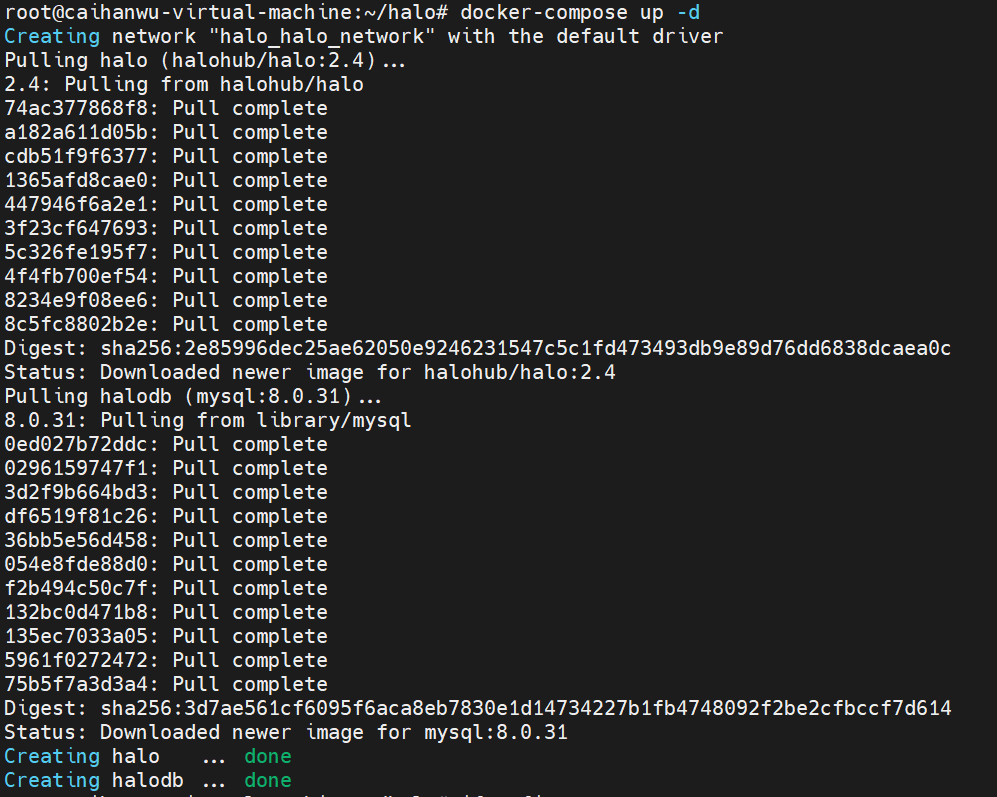 root@caihanwu-virtual-machine:~/halo# docker-compose up -d
Creating network "halo_halo_network" with the default driver
Pulling halo (halohub/halo:2.4)...
2.4: Pulling from halohub/halo
74ac377868f8: Pull complete
a182a611d05b: Pull complete
cdb51f9f6377: Pull complete
1365afd8cae0: Pull complete
447946f6a2e1: Pull complete
3f23cf647693: Pull complete
5c326fe195f7: Pull complete
4f4fb700ef54: Pull complete
8234e9f08ee6: Pull complete
8c5fc8802b2e: Pull complete
Digest: sha256:2e85996dec25ae62050e9246231547c5c1fd473493db9e89d76dd6838dcaea0c
Status: Downloaded newer image for halohub/halo:2.4
Pulling halodb (mysql:8.0.31)...
8.0.31: Pulling from library/mysql
0ed027b72ddc: Pull complete
0296159747f1: Pull complete
3d2f9b664bd3: Pull complete
df6519f81c26: Pull complete
36bb5e56d458: Pull complete
054e8fde88d0: Pull complete
f2b494c50c7f: Pull complete
132bc0d471b8: Pull complete
135ec7033a05: Pull complete
5961f0272472: Pull complete
75b5f7a3d3a4: Pull complete
Digest: sha256:3d7ae561cf6095f6aca8eb7830e1d14734227b1fb4748092f2be2cfbccf7d614
Status: Downloaded newer image for mysql:8.0.31
Creating halo ... done
Creating halodb ... done